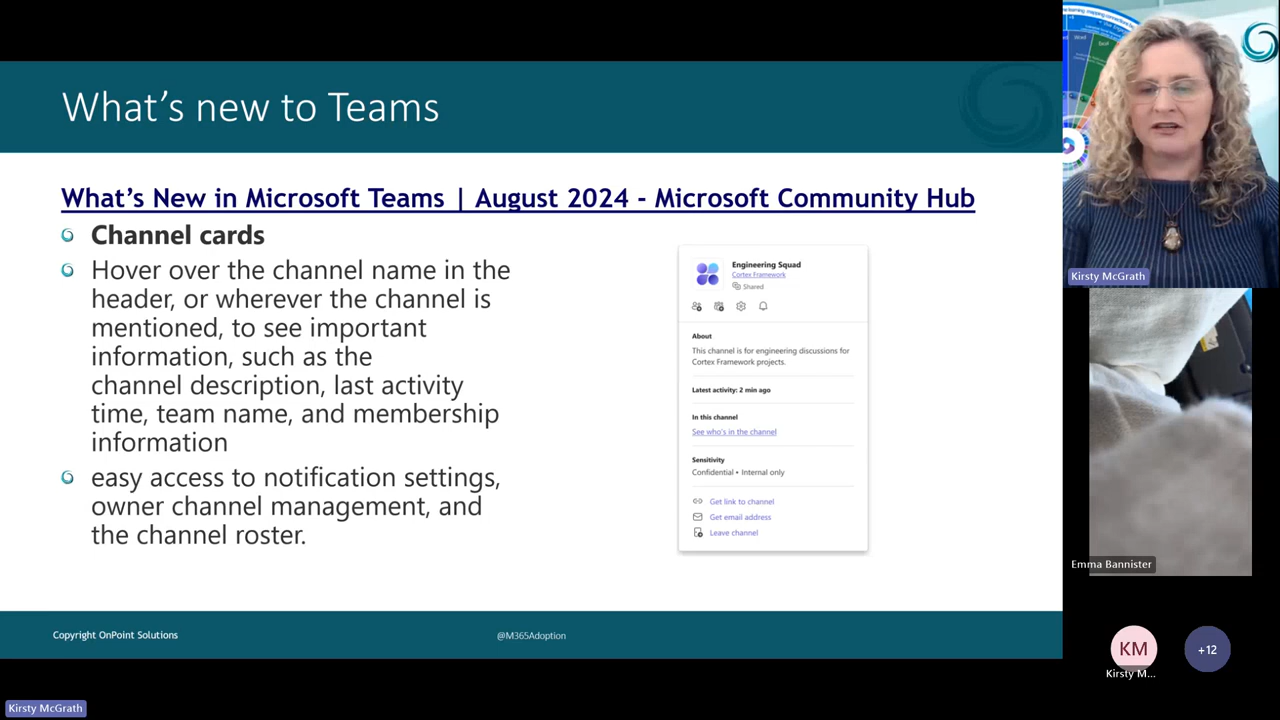 What's new to Teams
What's New in Microsoft Teams | August 2024 - Microsoft Community Hub
Channel cards
Hover over the channel name in the
header, or wherever the channel is
mentioned, to see important
information, such as the
channel description, last activity
time, team name, and membership
information
easy access to notification settings,
owner channel management, and
the channel roster.
Engineering Squad
Cortex Framework
Shared
About
This channel is for engineering discussions for
Cortex Framework projects.
Latest activity: 2 min ago
In this channel
See who's in the channel
Sensitivity
Confidential • Internal only
Get link to channel
Get email address
Leave channel
Copyright OnPoint Solutions
@M365Adoption
Kirsty McGrath
Emma Bannister
KM
+12
Kirsty M...
Kirsty McGrath